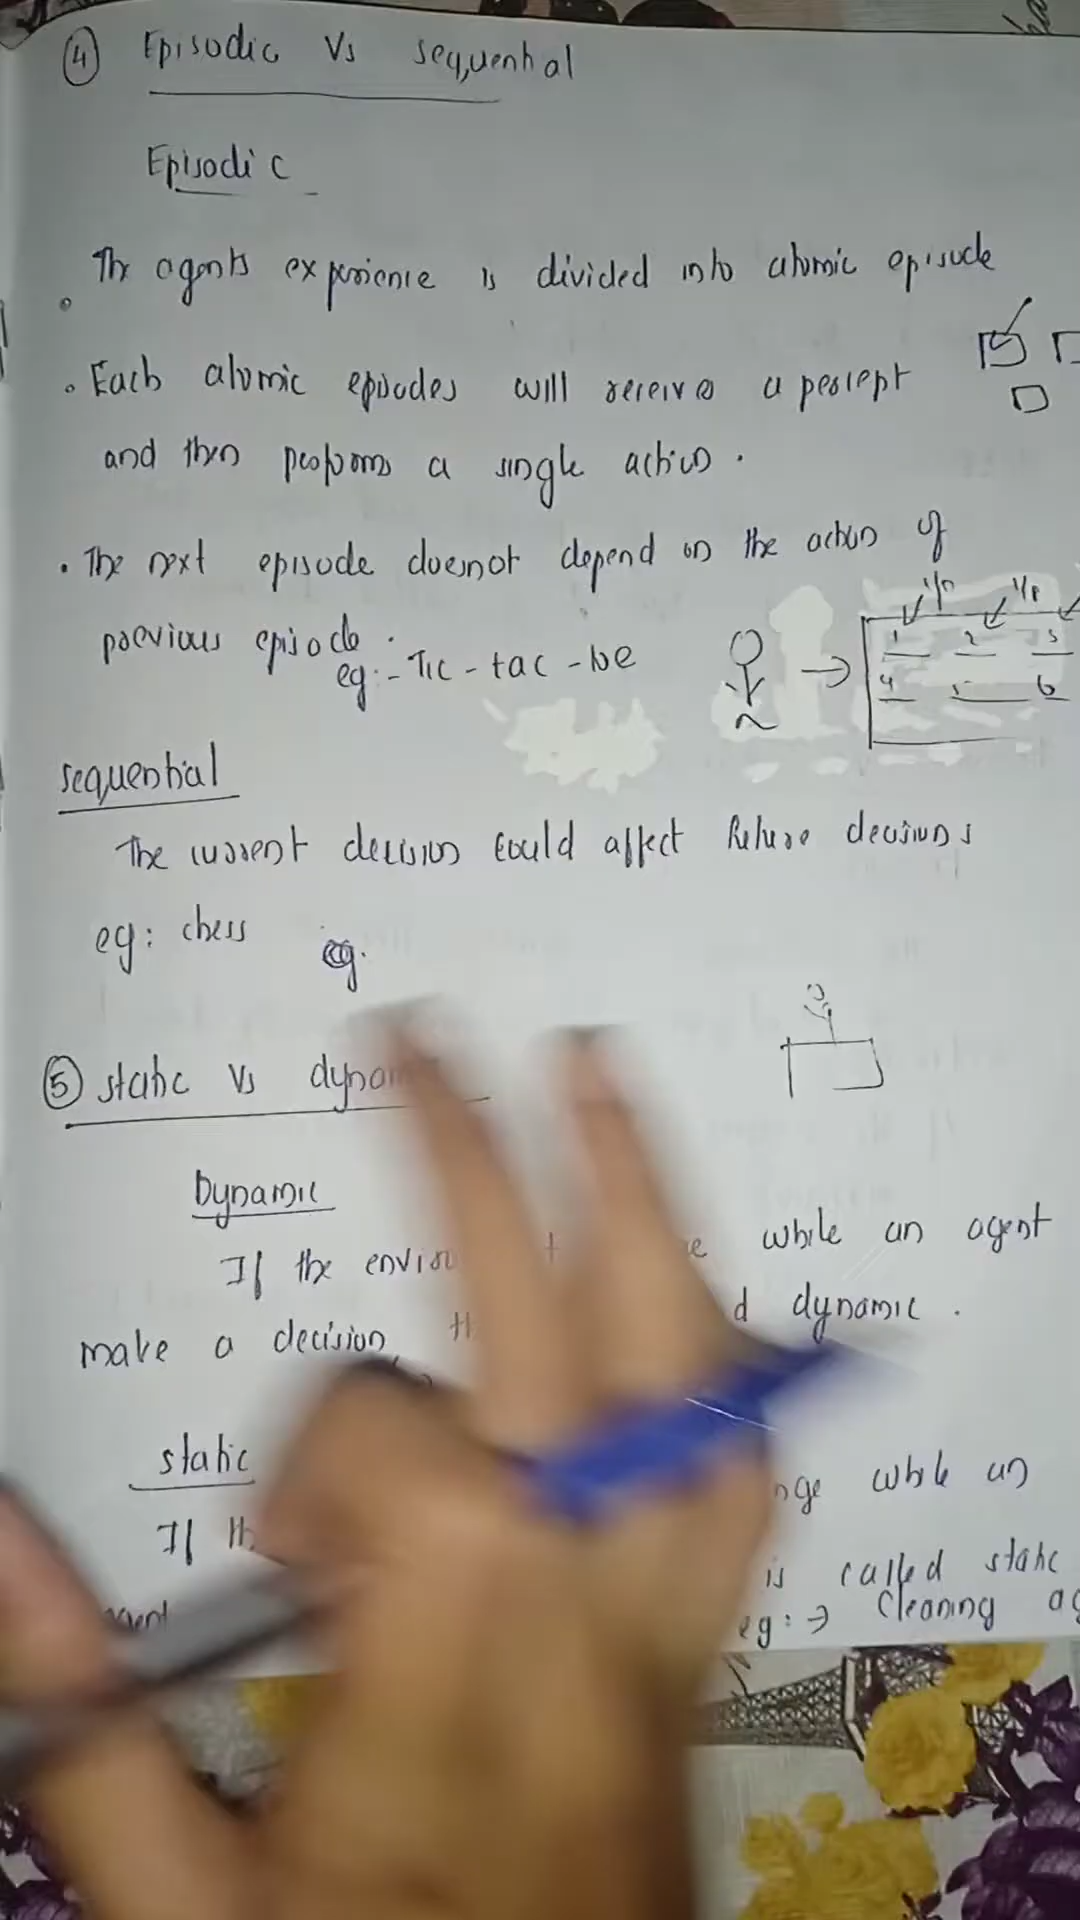 4 Episodic Vs sequential
Episodic
The agents experience is divided into atomic episode
Each atomic episodes will receive a percept
and then performs a single action.
The next episode doesnot depend on the action of
previous episode.
eg:- Tic - tac - toe
I/P I/P
1 2 3
4 5 6
sequential
The current decision could affect future decisions
eg: chess eg.
5 static Vs
Dynamic
If the while an agent
make a decision, dynamic.
static
If while an
is called static
eg: → cleaning